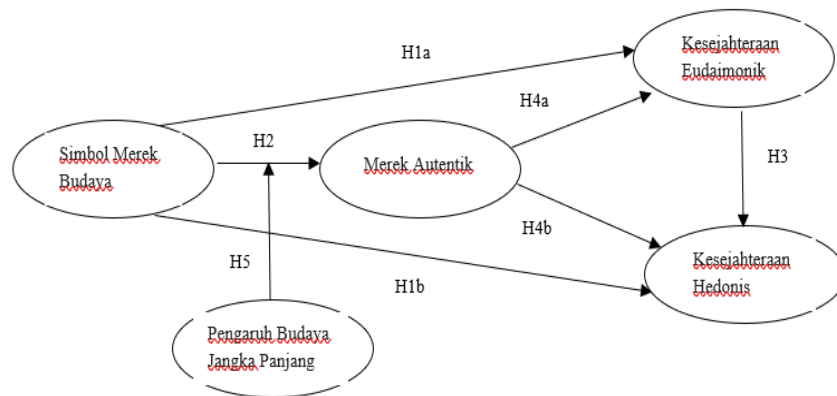 Kesejahteraan
Eudaimonik
H1a
H4a
H2
Simbol Merek
Budaya
Merek Autentik
H3
H4b
Kesejahteraan
Hedonis
H5
H1b
Pengaruh Budaya
Jangka Panjang